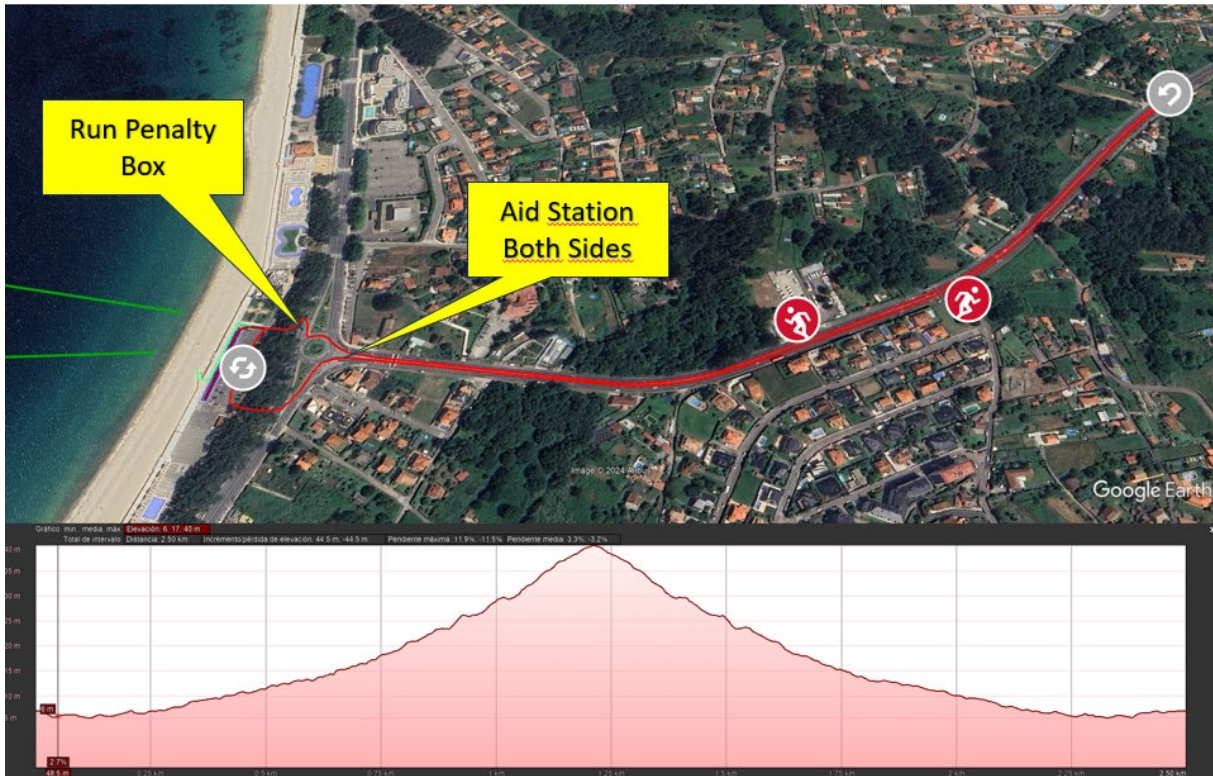 Run Penalty
Box
Aid Station
Both Sides
Image © 2024 Airbus
Google Earth
Gráfico: mín., media, máx. Elevación: 6, 17, 40 m
Total de intervalo: Distancia: 2.50 km Incremento/pérdida de elevación: 44.5 m, -44.5 m Pendiente máxima: 11.9%, -11.5% Pendiente media: 3.3%, -3.2%
40 m
35 m
30 m
25 m
20 m
15 m
10 m
6 m
5 m
2.7%
48.5 m 0.25 km 0.5 km 0.75 km 1 km 1.25 km 1.5 km 1.75 km 2 km 2.25 km 2.50 km